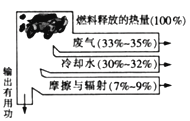 燃料释放的热量(100%)
废气(33%~35%)
冷却水(30%~32%)
摩擦与辐射(7%~9%)
输出有用功